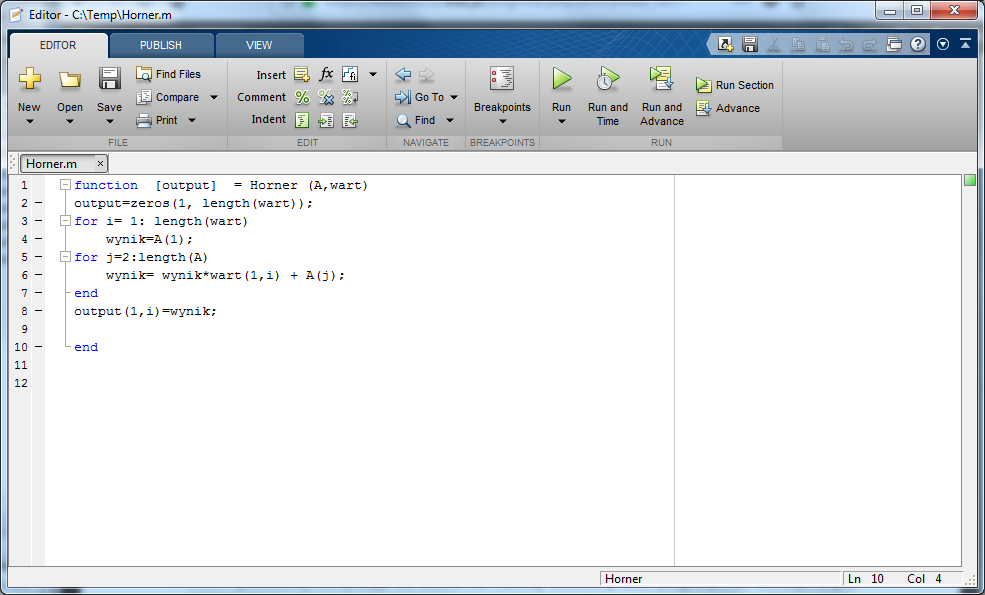 Editor - C:\Temp\Horner.m
EDITOR PUBLISH VIEW
New Open Save Find Files Compare Print
FILE
Insert fx
Comment
Indent
EDIT
Go To
Find
NAVIGATE
Breakpoints
BREAKPOINTS
Run Run and Time Run and Advance Run Section Advance
RUN
Horner.m ×
1 function [output] = Horner (A,wart)
2 output=zeros(1, length(wart));
3 for i= 1: length(wart)
4 wynik=A(1);
5 for j=2:length(A)
6 wynik= wynik*wart(1,i) + A(j);
7 end
8 output(1,i)=wynik;
9
10 end
11
12
Horner Ln 10 Col 4